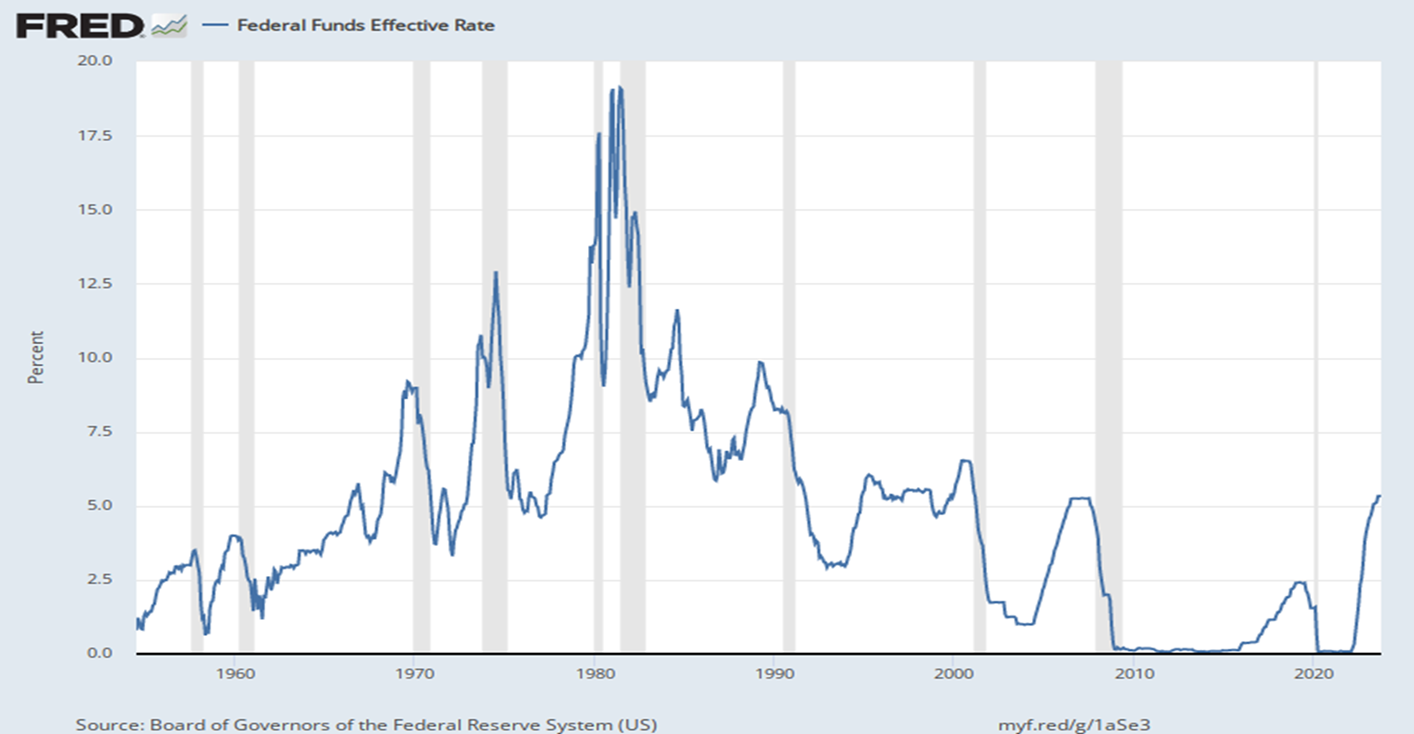 FRED
Federal Funds Effective Rate
20.0
17.5
15.0
12.5
10.0
7.5
5.0
2.5
0.0
Percent
1960 1970 1980 1990 2000 2010 2020
Source: Board of Governors of the Federal Reserve System (US) myf.red/g/1aSe3